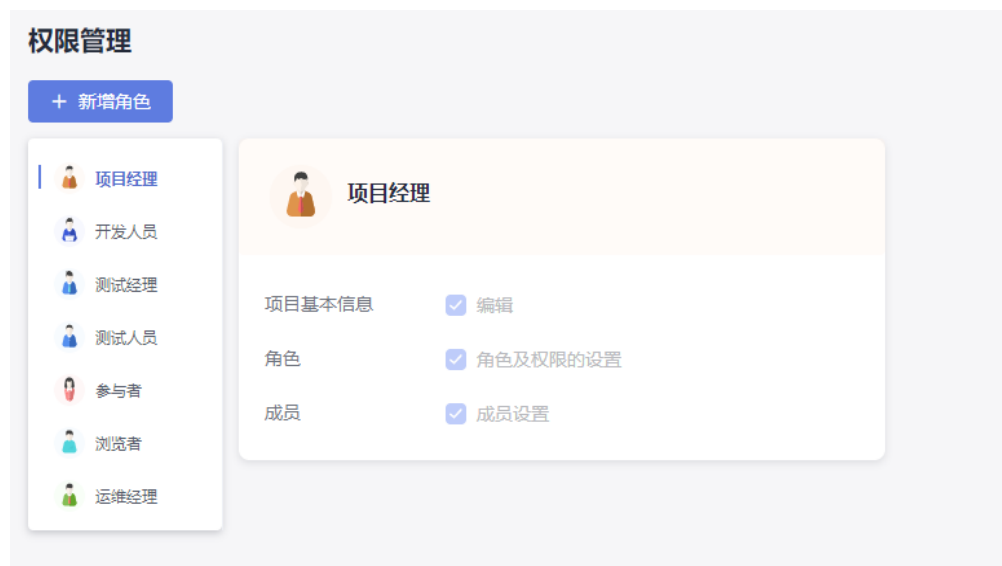 权限管理
+ 新增角色
项目经理
开发人员
测试经理
测试人员
参与者
浏览者
运维经理
项目经理
项目基本信息 编辑
角色 角色及权限的设置
成员 成员设置